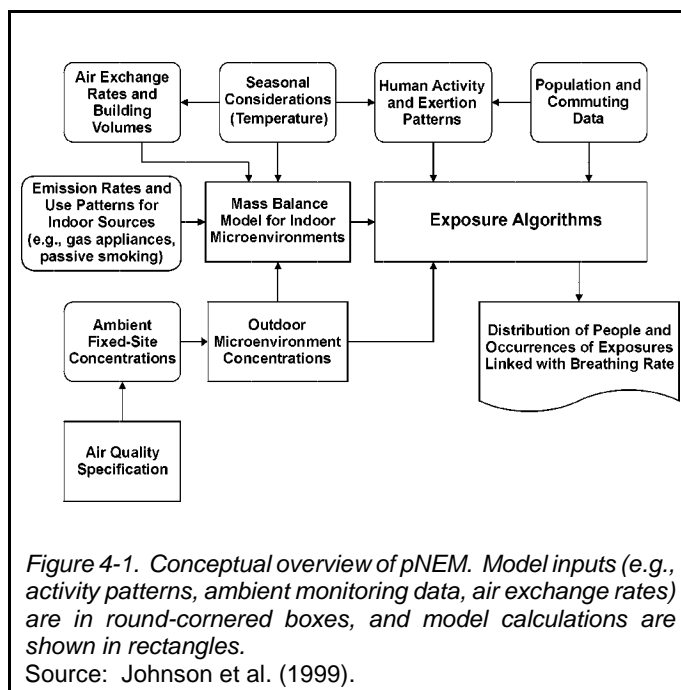 Air Exchange
Rates and
Building
Volumes
Seasonal
Considerations
(Temperature)
Human Activity
and Exertion
Patterns
Population and
Commuting
Data
Emission Rates and
Use Patterns for
Indoor Sources
(e.g., gas appliances,
passive smoking)
Mass Balance
Model for Indoor
Microenvironments
Exposure Algorithms
Ambient
Fixed-Site
Concentrations
Outdoor
Microenvironment
Concentrations
Distribution of People and
Occurrences of Exposures
Linked with Breathing Rate
Air Quality
Specification
Figure 4-1. Conceptual overview of pNEM. Model inputs (e.g.,
activity patterns, ambient monitoring data, air exchange rates)
are in round-cornered boxes, and model calculations are
shown in rectangles.
Source: Johnson et al. (1999).